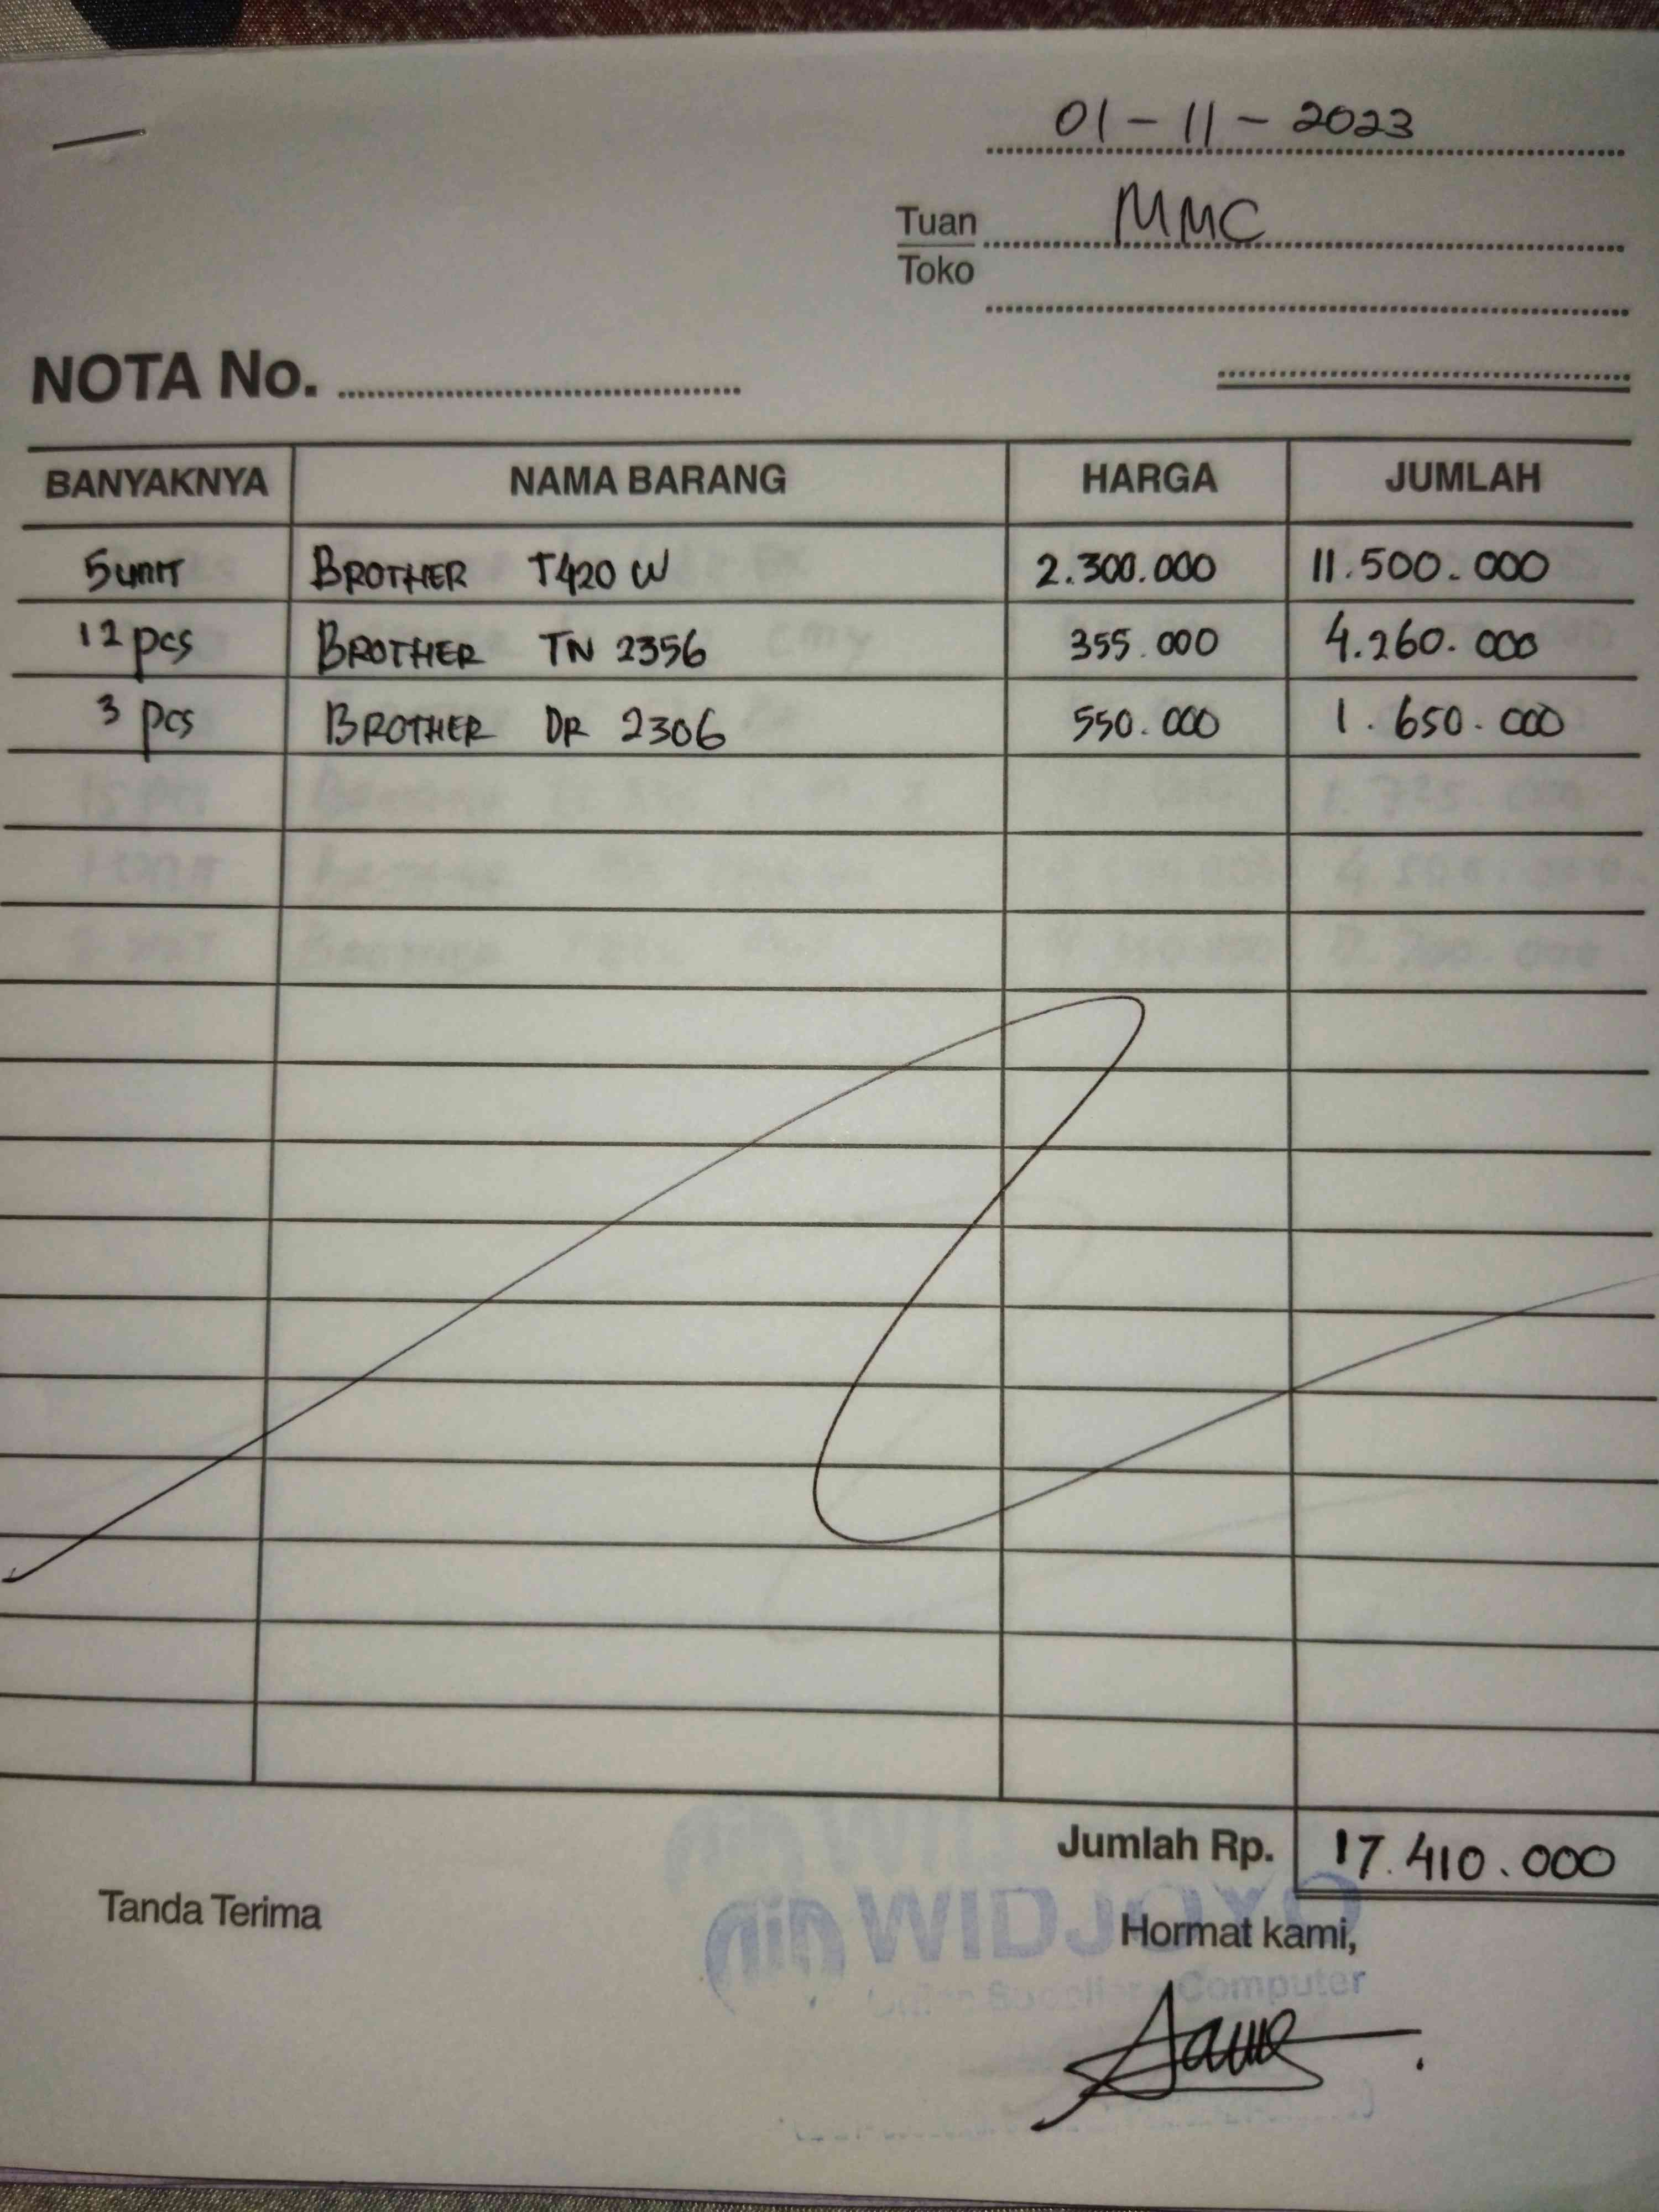 01 - 11 - 2023
Tuan MMC
Toko
NOTA No.
BANYAKNYA NAMA BARANG HARGA JUMLAH
5 unit BROTHER T420 W 2.300.000 11.500.000
12 pcs BROTHER TN 2356 355.000 4.260.000
3 pcs BROTHER DR 2306 550.000 1.650.000
Jumlah Rp. 17.410.000
Tanda Terima
WIDJOYO
Hormat kami,
Computer